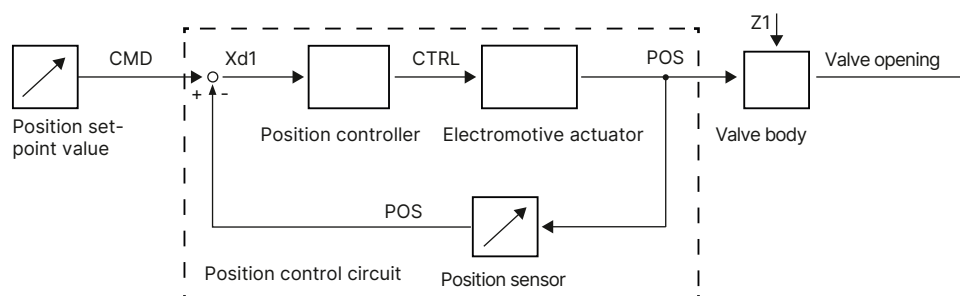 Z1
CMD
Xd1
CTRL
POS
Valve opening
+ -
Position set-
point value
Position controller
Electromotive actuator
Valve body
POS
Position control circuit
Position sensor